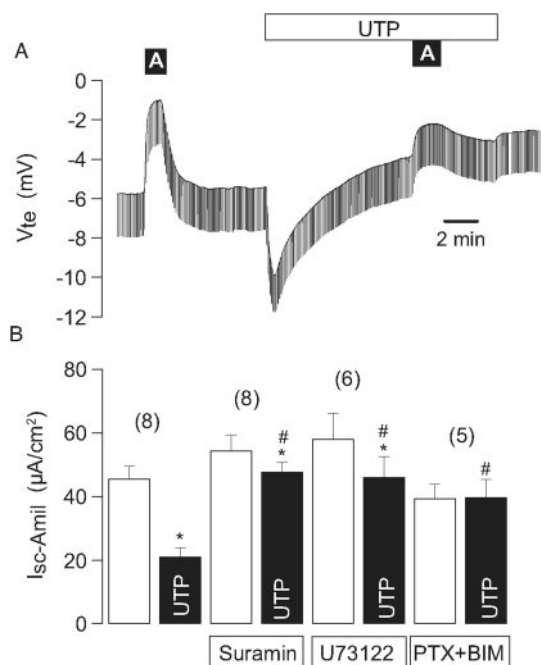 UTP
A
A
A
0
-2
-4
-6
-8
-10
-12
Vte (mV)
2 min
B
80
60
40
20
0
Isc-Amil (µA/cm²)
(8)
(8)
(6)
(5)
*
#
*
#
*
#
UTP
UTP
UTP
UTP
Suramin
U73122
PTX+BIM